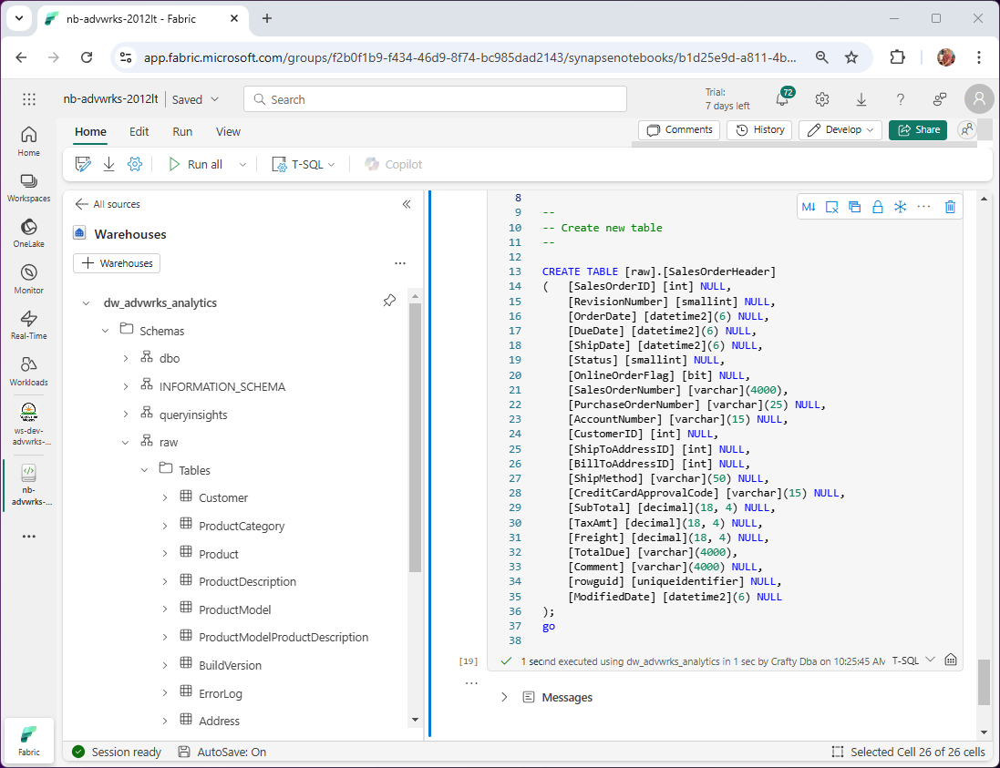 nb-advwrks-2012lt - Fabric
app.fabric.microsoft.com/groups/f2b0f1b9-f434-46d9-8f74-bc985dad2143/synapsenotebooks/b1d25e9d-a811-4b...
nb-advwrks-2012lt Saved
Search
Trial:
7 days left
72
Home Edit Run View
Comments History Develop Share
Run all T-SQL Copilot
Home
Workspaces
OneLake
Monitor
Real-Time
Workloads
ws-dev-
advwrks-...
nb-
advwrks-...
Fabric
All sources
Warehouses
Warehouses
dw_advwrks_analytics
Schemas
dbo
INFORMATION_SCHEMA
queryinsights
raw
Tables
Customer
ProductCategory
Product
ProductDescription
ProductModel
ProductModelProductDescription
BuildVersion
ErrorLog
Address
M↓
8
9 --
10 -- Create new table
11 --
12
13 CREATE TABLE [raw].[SalesOrderHeader]
14 ( [SalesOrderID] [int] NULL,
15 [RevisionNumber] [smallint] NULL,
16 [OrderDate] [datetime2](6) NULL,
17 [DueDate] [datetime2](6) NULL,
18 [ShipDate] [datetime2](6) NULL,
19 [Status] [smallint] NULL,
20 [OnlineOrderFlag] [bit] NULL,
21 [SalesOrderNumber] [varchar](4000),
22 [PurchaseOrderNumber] [varchar](25) NULL,
23 [AccountNumber] [varchar](15) NULL,
24 [CustomerID] [int] NULL,
25 [ShipToAddressID] [int] NULL,
26 [BillToAddressID] [int] NULL,
27 [ShipMethod] [varchar](50) NULL,
28 [CreditCardApprovalCode] [varchar](15) NULL,
29 [SubTotal] [decimal](18, 4) NULL,
30 [TaxAmt] [decimal](18, 4) NULL,
31 [Freight] [decimal](18, 4) NULL,
32 [TotalDue] [varchar](4000),
33 [Comment] [varchar](4000) NULL,
34 [rowguid] [uniqueidentifier] NULL,
35 [ModifiedDate] [datetime2](6) NULL
36 );
37 go
38
[19] 1 secnd executed using dw_advwrks_analytics in 1 sec by Crafty Dba on 10:25:45 AM T-SQL
Messages
Session ready AutoSave: On Selected Cell 26 of 26 cells